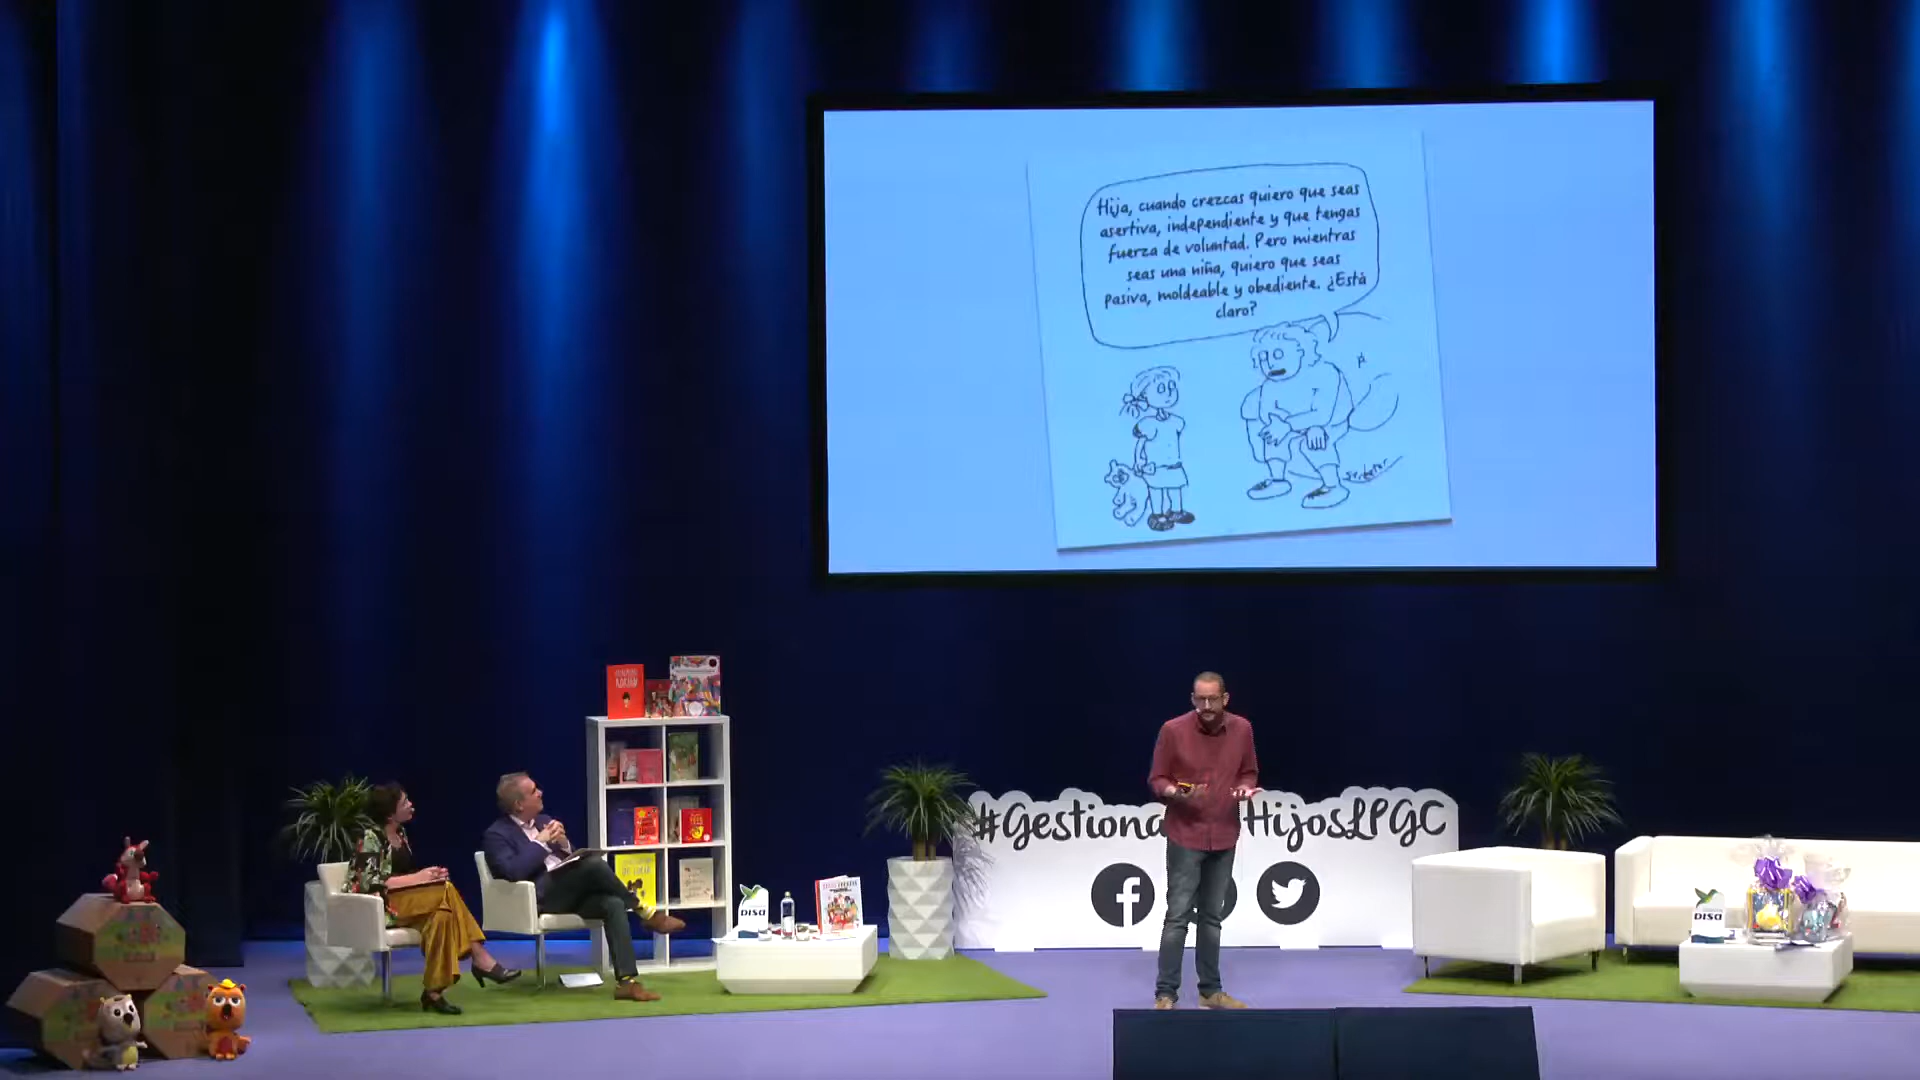 Hija, cuando crezcas quiero que seas
asertiva, independiente y que tengas
fuerza de voluntad. Pero mientras
seas una niña, quiero que seas
pasiva, moldeable y obediente. ¿Está
claro?
#Gestiona
HijosLPGC
DISA
DISA